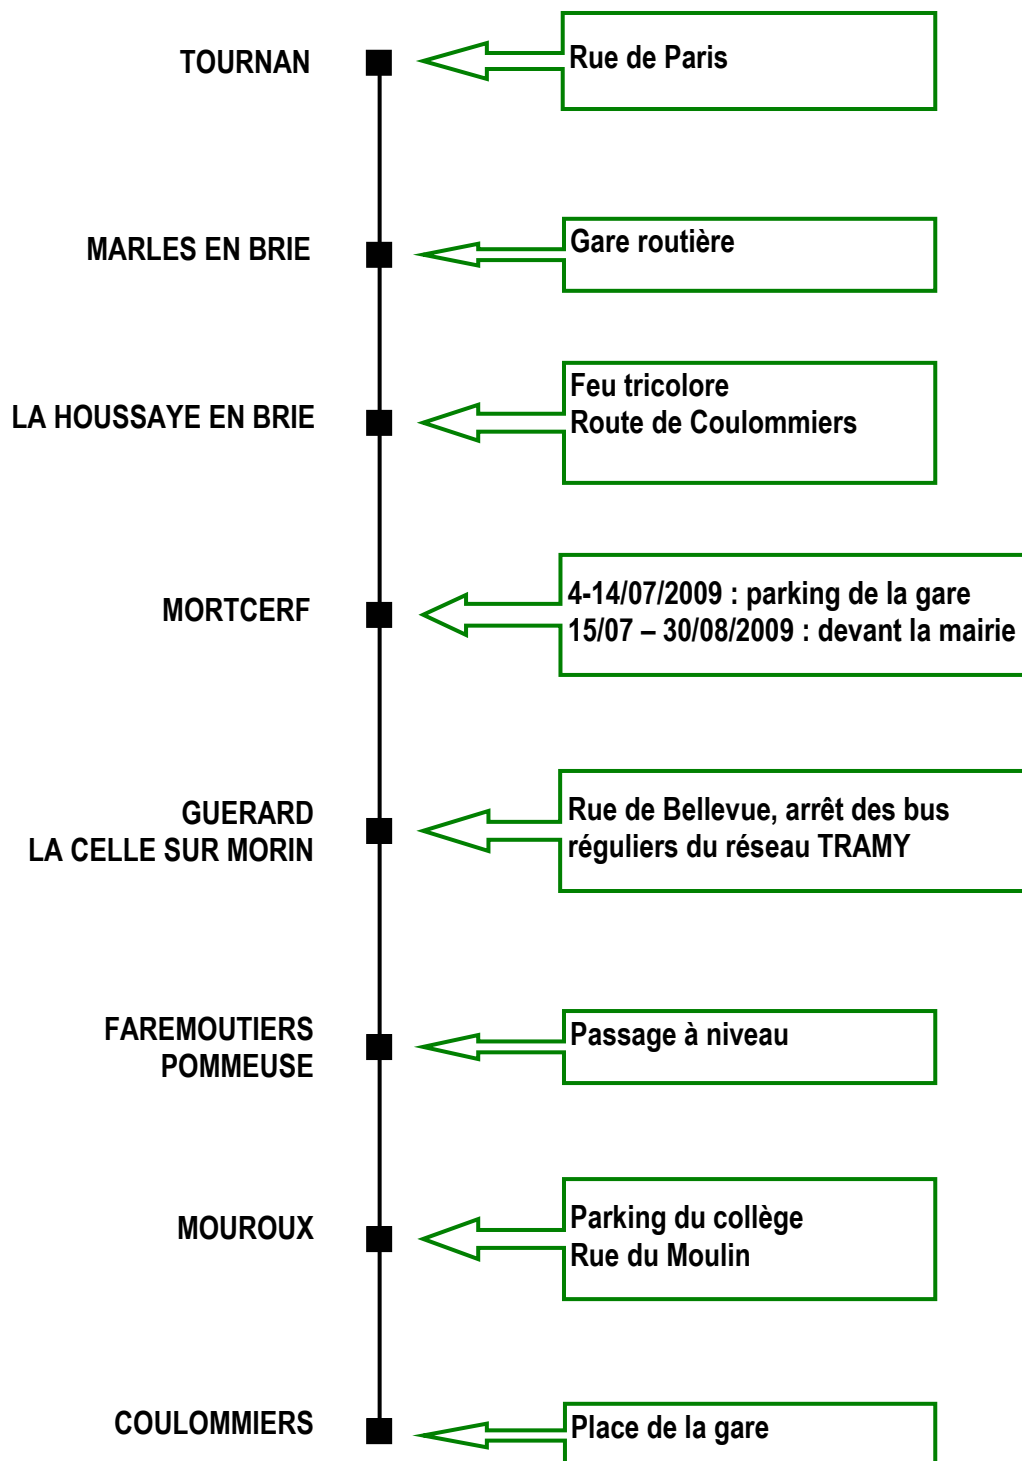 TOURNAN
Rue de Paris
MARLES EN BRIE
Gare routière
LA HOUSSAYE EN BRIE
Feu tricolore
Route de Coulommiers
MORTCERF
4-14/07/2009 : parking de la gare
15/07 – 30/08/2009 : devant la mairie
GUERARD
LA CELLE SUR MORIN
Rue de Bellevue, arrêt des bus
réguliers du réseau TRAMY
FAREMOUTIERS
POMMEUSE
Passage à niveau
MOUROUX
Parking du collège
Rue du Moulin
COULOMMIERS
Place de la gare